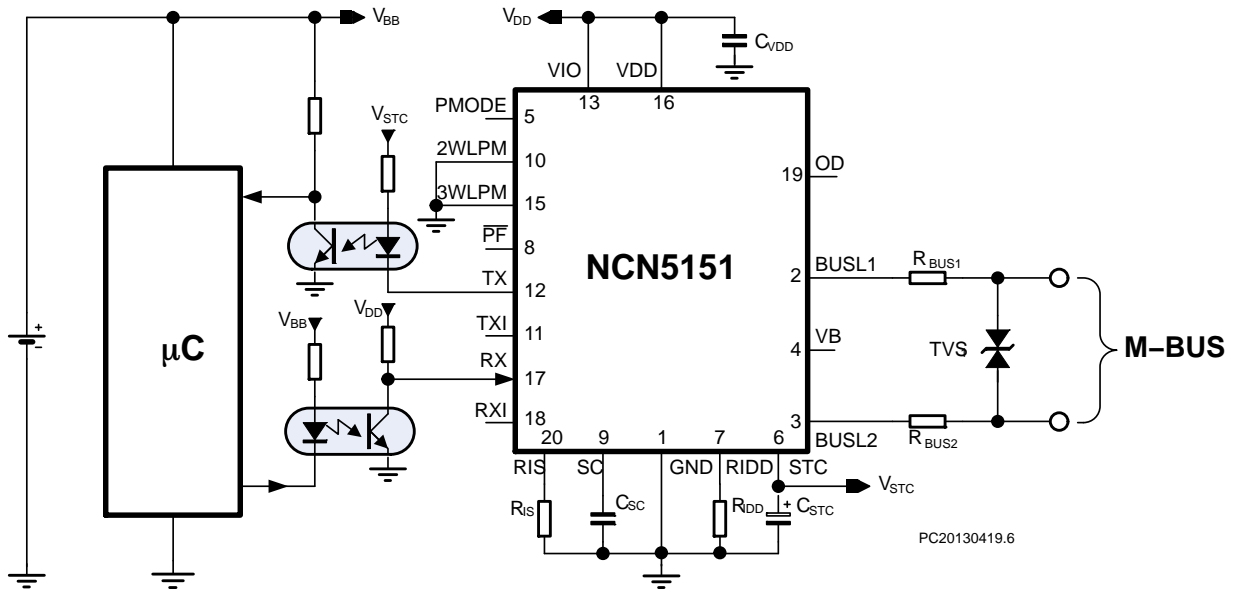 VBB
VDD
CVDD
VIO
VDD
13
16
PMODE
5
VSTC
2WLPM
10
OD
19
3WLPM
15
PF
8
NCN5151
2
BUSL1
RBUS1
TX
12
VBB
VDD
TXI
11
+
−
μC
VB
4
TVS
M−BUS
RX
17
RXI
18
3
BUSL2
RBUS2
20
9
1
7
6
RIS
SC
GND
RIDD
STC
VSTC
RIS
CSC
RIDD
+
CSTC
PC20130419.6